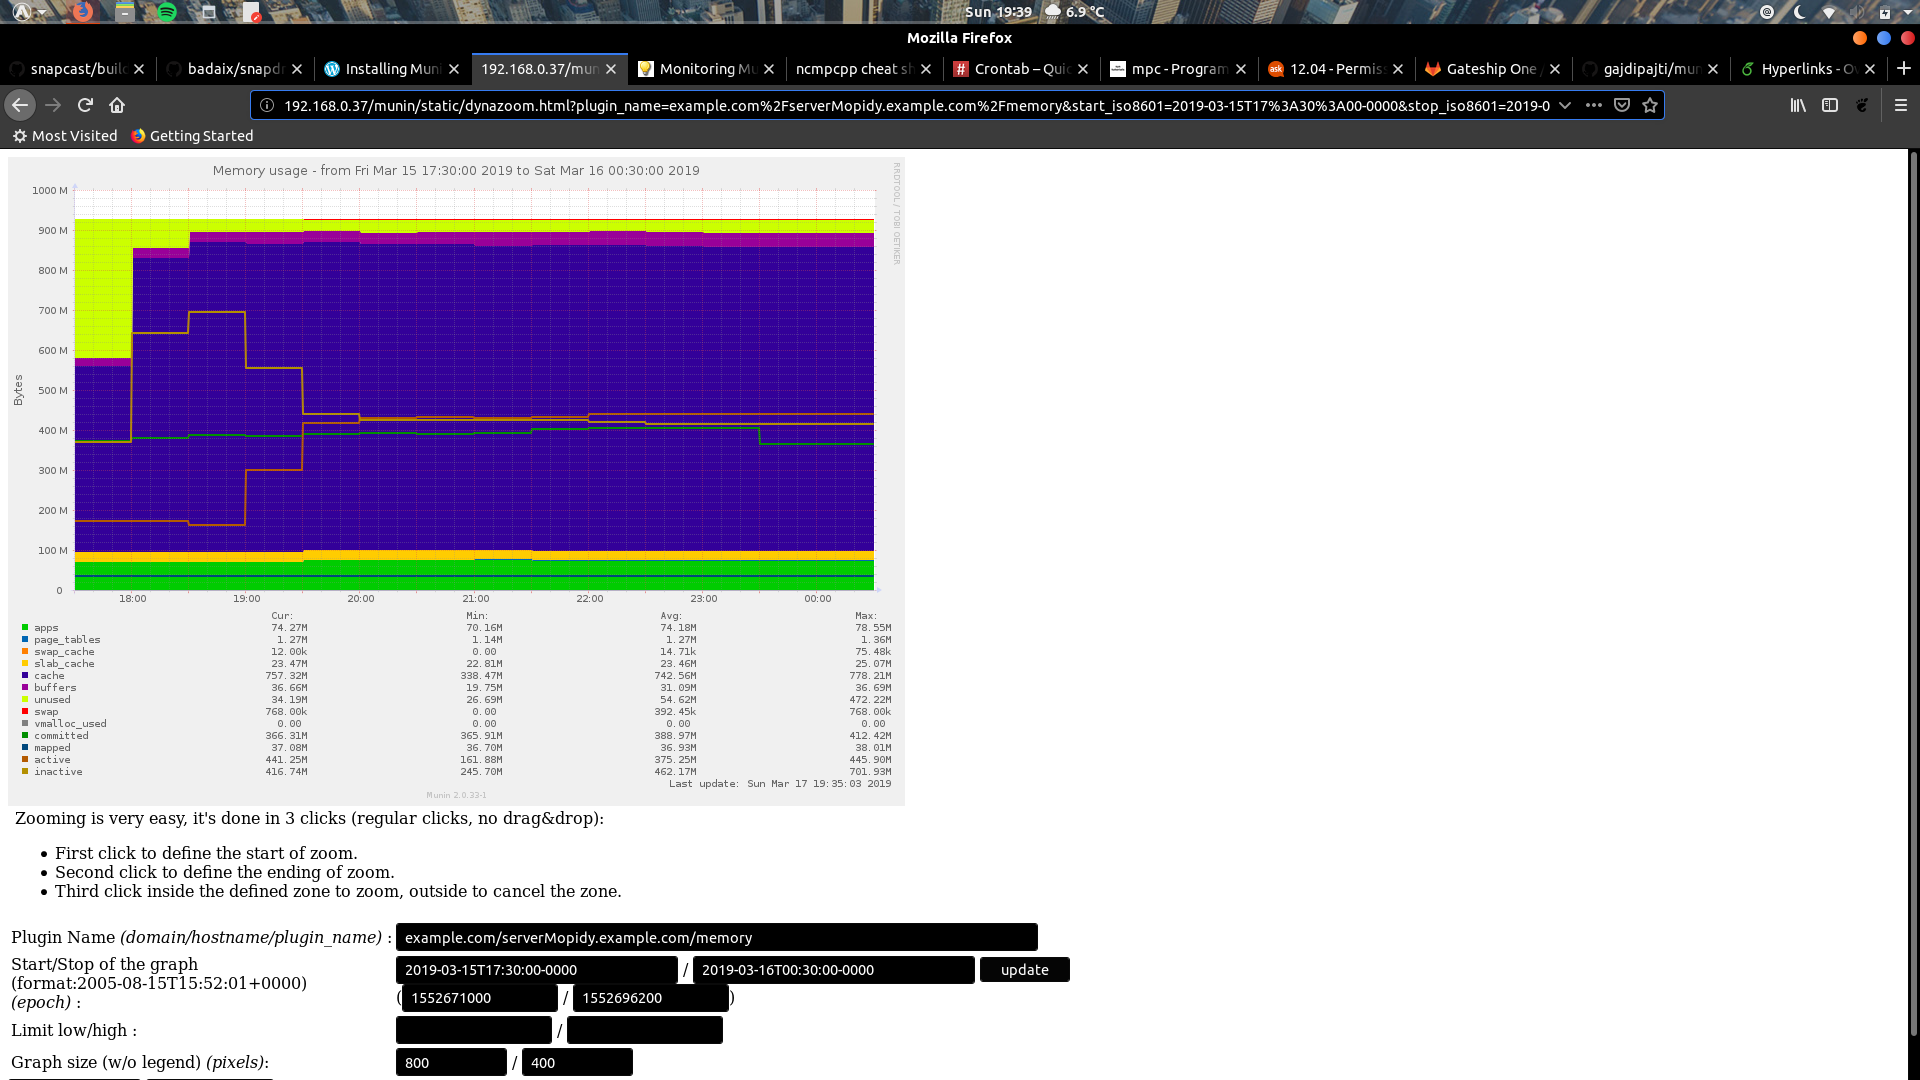 Sun 19:39 6.9 °C
Mozilla Firefox
snapcast/buil
badaix/snapdr
Installing Muni
192.168.0.37/mun
Monitoring Mu
ncmpcpp cheat sh
Crontab – Quic
mpc - Program
12.04 - Permis
Gateship One /
gajdipajti/mun
Hyperlinks - Ov
192.168.0.37/munin/static/dynazoom.html?plugin_name=example.com%2FserverMopidy.example.com%2Fmemory&start_iso8601=2019-03-15T17%3A30%3A00-0000&stop_iso8601=2019-0
Most Visited Getting Started
Memory usage - from Fri Mar 15 17:30:00 2019 to Sat Mar 16 00:30:00 2019
RRDTOOL / TOBI OETIKER
Bytes
1000 M
900 M
800 M
700 M
600 M
500 M
400 M
300 M
200 M
100 M
0
18:00 19:00 20:00 21:00 22:00 23:00 00:00
Cur: Min: Avg: Max:
apps 74.27M 70.16M 74.18M 78.55M
page_tables 1.27M 1.14M 1.27M 1.36M
swap_cache 12.00k 0.00 14.71k 75.48k
slab_cache 23.47M 22.81M 23.46M 25.07M
cache 757.32M 338.47M 742.56M 778.21M
buffers 36.66M 19.75M 31.09M 36.69M
unused 34.19M 26.69M 54.62M 472.22M
swap 768.00k 0.00 392.45k 768.00k
vmalloc_used 0.00 0.00 0.00 0.00
committed 366.31M 365.91M 388.97M 412.42M
mapped 37.08M 36.70M 36.93M 38.01M
active 441.25M 161.88M 375.25M 445.90M
inactive 416.74M 245.70M 462.17M 701.93M
Last update: Sun Mar 17 19:35:03 2019
Munin 2.0.33-1
Zooming is very easy, it's done in 3 clicks (regular clicks, no drag&drop):
• First click to define the start of zoom.
• Second click to define the ending of zoom.
• Third click inside the defined zone to zoom, outside to cancel the zone.
Plugin Name (domain/hostname/plugin_name) : example.com/serverMopidy.example.com/memory
Start/Stop of the graph
(format:2005-08-15T15:52:01+0000)
(epoch) :
2019-03-15T17:30:00-0000 / 2019-03-16T00:30:00-0000 update
(1552671000 / 1552696200)
Limit low/high : /
Graph size (w/o legend) (pixels): 800 / 400